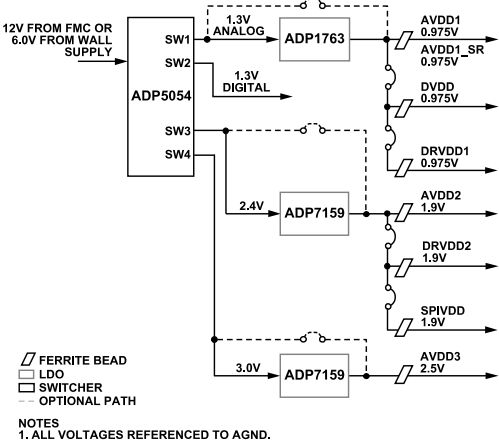 12V FROM FMC OR
6.0V FROM WALL
SUPPLY
ADP5054
SW1
SW2
SW3
SW4
1.3V
ANALOG
ADP1763
1.3V
DIGITAL
AVDD1
0.975V
AVDD1_SR
0.975V
DVDD
0.975V
DRVDD1
0.975V
2.4V
ADP7159
AVDD2
1.9V
DRVDD2
1.9V
SPIVDD
1.9V
3.0V
ADP7159
AVDD3
2.5V
FERRITE BEAD
LDO
SWITCHER
OPTIONAL PATH
NOTES
1. ALL VOLTAGES REFERENCED TO AGND.